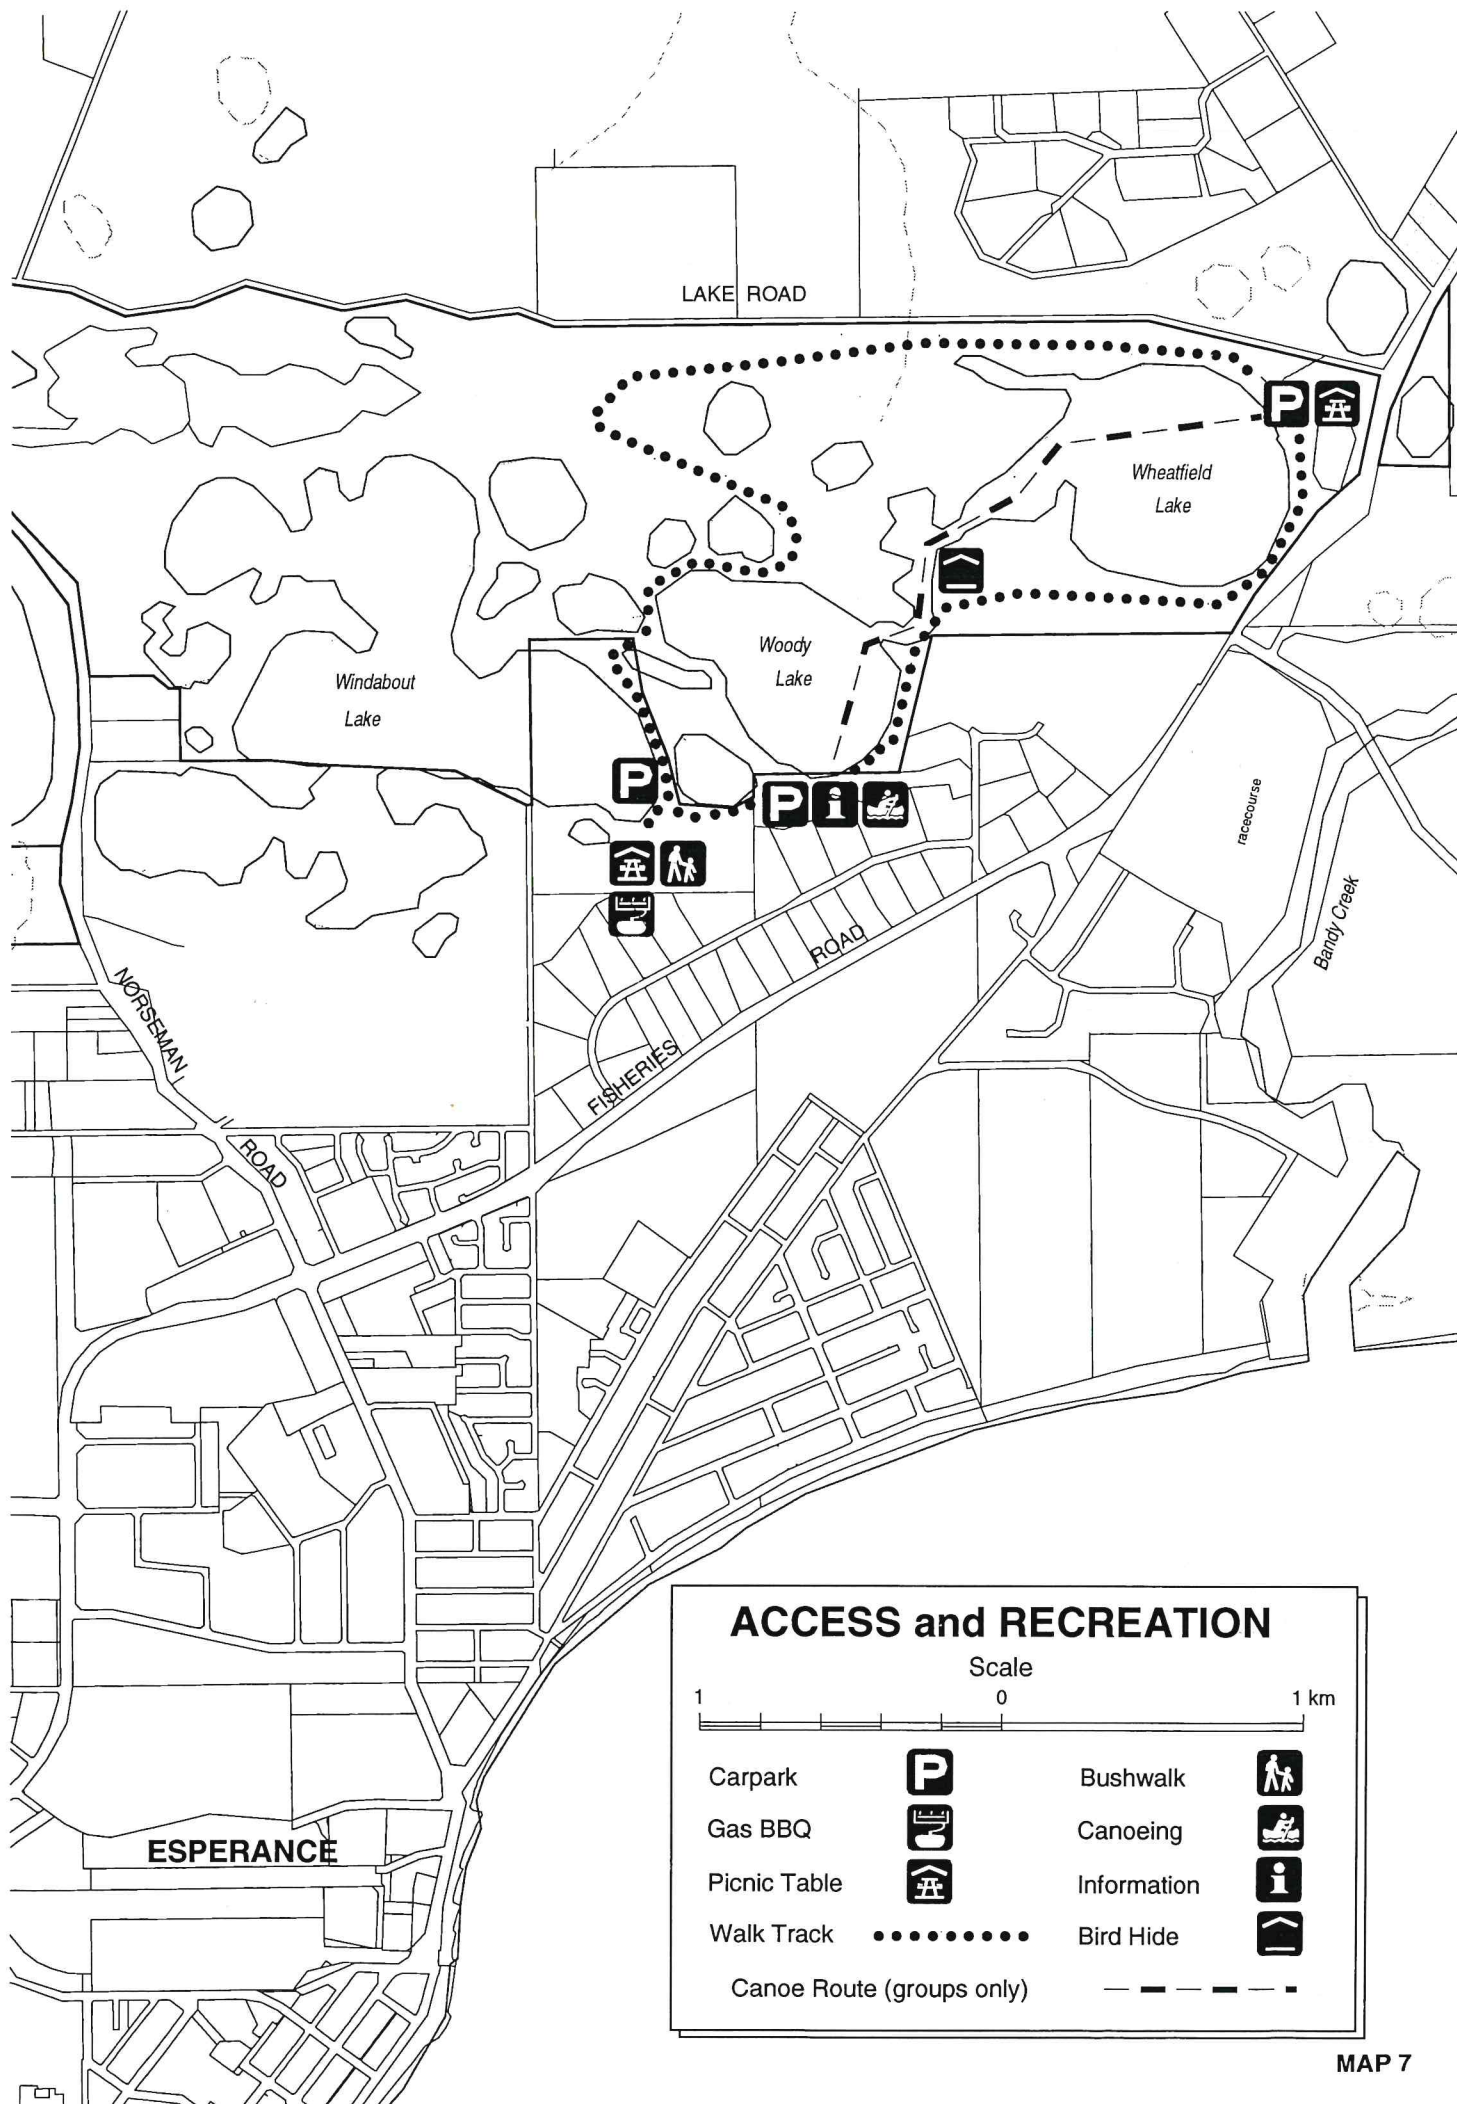 LAKE ROAD
P
Wheatfield
Lake
Woody
Lake
Windabout
Lake
P
P
i
racecourse
Bandy Creek
ROAD
FISHERIES
NORSEMAN
ROAD
ESPERANCE
ACCESS and RECREATION
Scale
1 0 1 km
Carpark P Bushwalk
Gas BBQ Canoeing
Picnic Table Information i
Walk Track Bird Hide
Canoe Route (groups only)
MAP 7